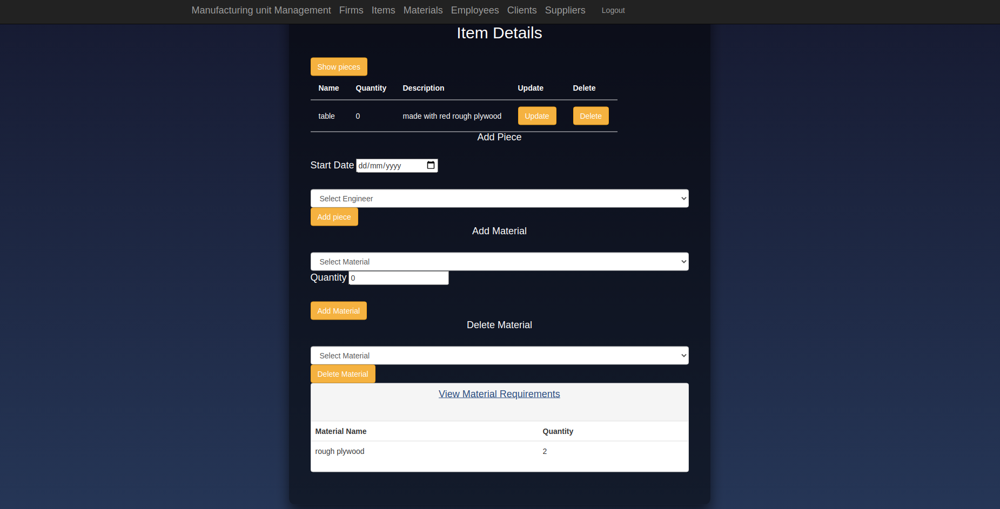 Manufacturing unit Management Firms Items Materials Employees Clients Suppliers Logout
Item Details
Show pieces
Name Quantity Description Update Delete
table 0 made with red rough plywood Update Delete
Add Piece
Start Date dd/mm/yyyy
Select Engineer
Add piece
Add Material
Select Material
Quantity 0
Add Material
Delete Material
Select Material
Delete Material
View Material Requirements
Material Name Quantity
rough plywood 2